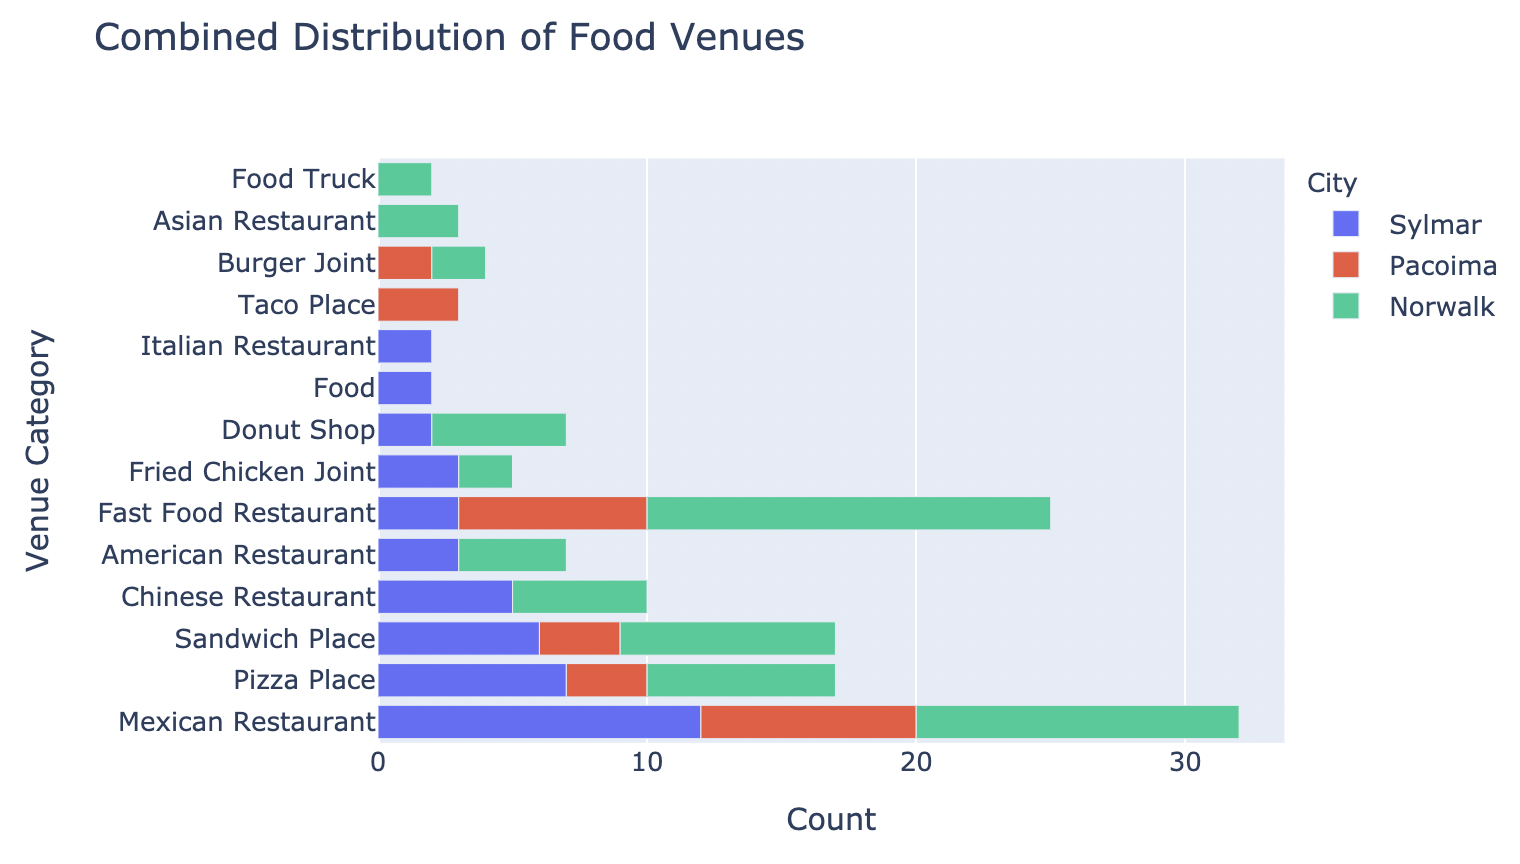 Combined Distribution of Food Venues
Food Truck
Asian Restaurant
Burger Joint
Taco Place
Italian Restaurant
Food
Donut Shop
Fried Chicken Joint
Fast Food Restaurant
American Restaurant
Chinese Restaurant
Sandwich Place
Pizza Place
Mexican Restaurant
Venue Category
0 10 20 30
Count
City
Sylmar
Pacoima
Norwalk